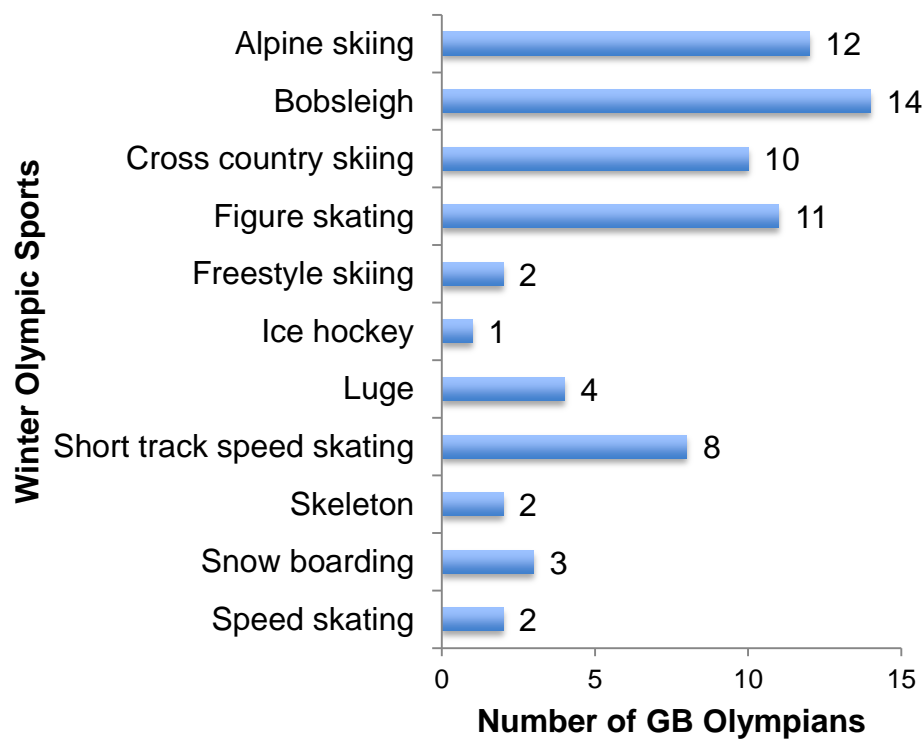 Winter Olympic Sports
Alpine skiing 12
Bobsleigh 14
Cross country skiing 10
Figure skating 11
Freestyle skiing 2
Ice hockey 1
Luge 4
Short track speed skating 8
Skeleton 2
Snow boarding 3
Speed skating 2
0 5 10 15
Number of GB Olympians